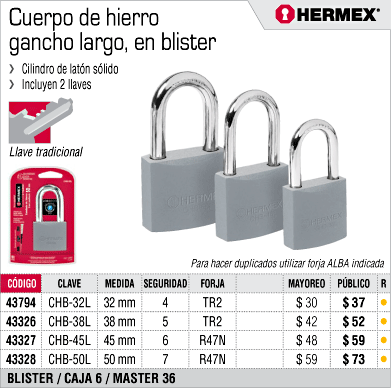 Cuerpo de hierro
gancho largo, en blister
HERMEX®
Cilindro de latón sólido
Incluyen 2 llaves
Llave tradicional
HERMEX
Para hacer duplicados utilizar forja ALBA indicada
CÓDIGO CLAVE MEDIDA SEGURIDAD FORJA MAYOREO PÚBLICO R
43794 CHB-32L 32 mm 4 TR2 $ 30 $ 37
43326 CHB-38L 38 mm 5 TR2 $ 42 $ 52
43327 CHB-45L 45 mm 6 R47N $ 48 $ 59
43328 CHB-50L 50 mm 7 R47N $ 59 $ 73
BLISTER / CAJA 6 / MASTER 36